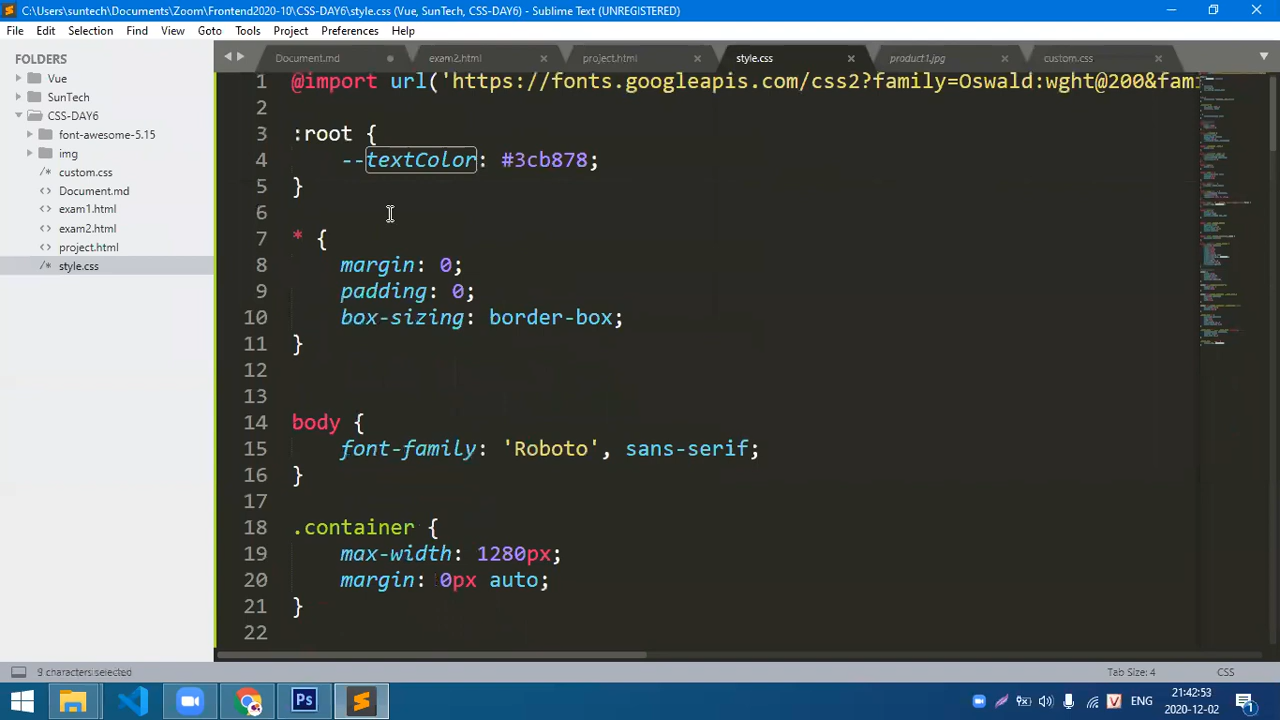 C:\Users\suntech\Documents\Zoom\Frontend2020-10\CSS-DAY6\style.css (Vue, SunTech, CSS-DAY6) - Sublime Text (UNREGISTERED)
File Edit Selection Find View Goto Tools Project Preferences Help
FOLDERS
Vue
SunTech
CSS-DAY6
font-awesome-5.15
img
/* custom.css
<> Document.md
<> exam1.html
<> exam2.html
<> project.html
/* style.css
Document.md exam2.html project.html style.css product1.jpg custom.css
1 @import url('https://fonts.googleapis.com/css2?family=Oswald:wght@200&fam
2
3 :root {
4 --textColor: #3cb878;
5 }
6
7 * {
8 margin: 0;
9 padding: 0;
10 box-sizing: border-box;
11 }
12
13
14 body {
15 font-family: 'Roboto', sans-serif;
16 }
17
18 .container {
19 max-width: 1280px;
20 margin: 0px auto;
21 }
22
9 characters selected Tab Size: 4 CSS
Ps
V ENG
21:42:53
2020-12-02
1